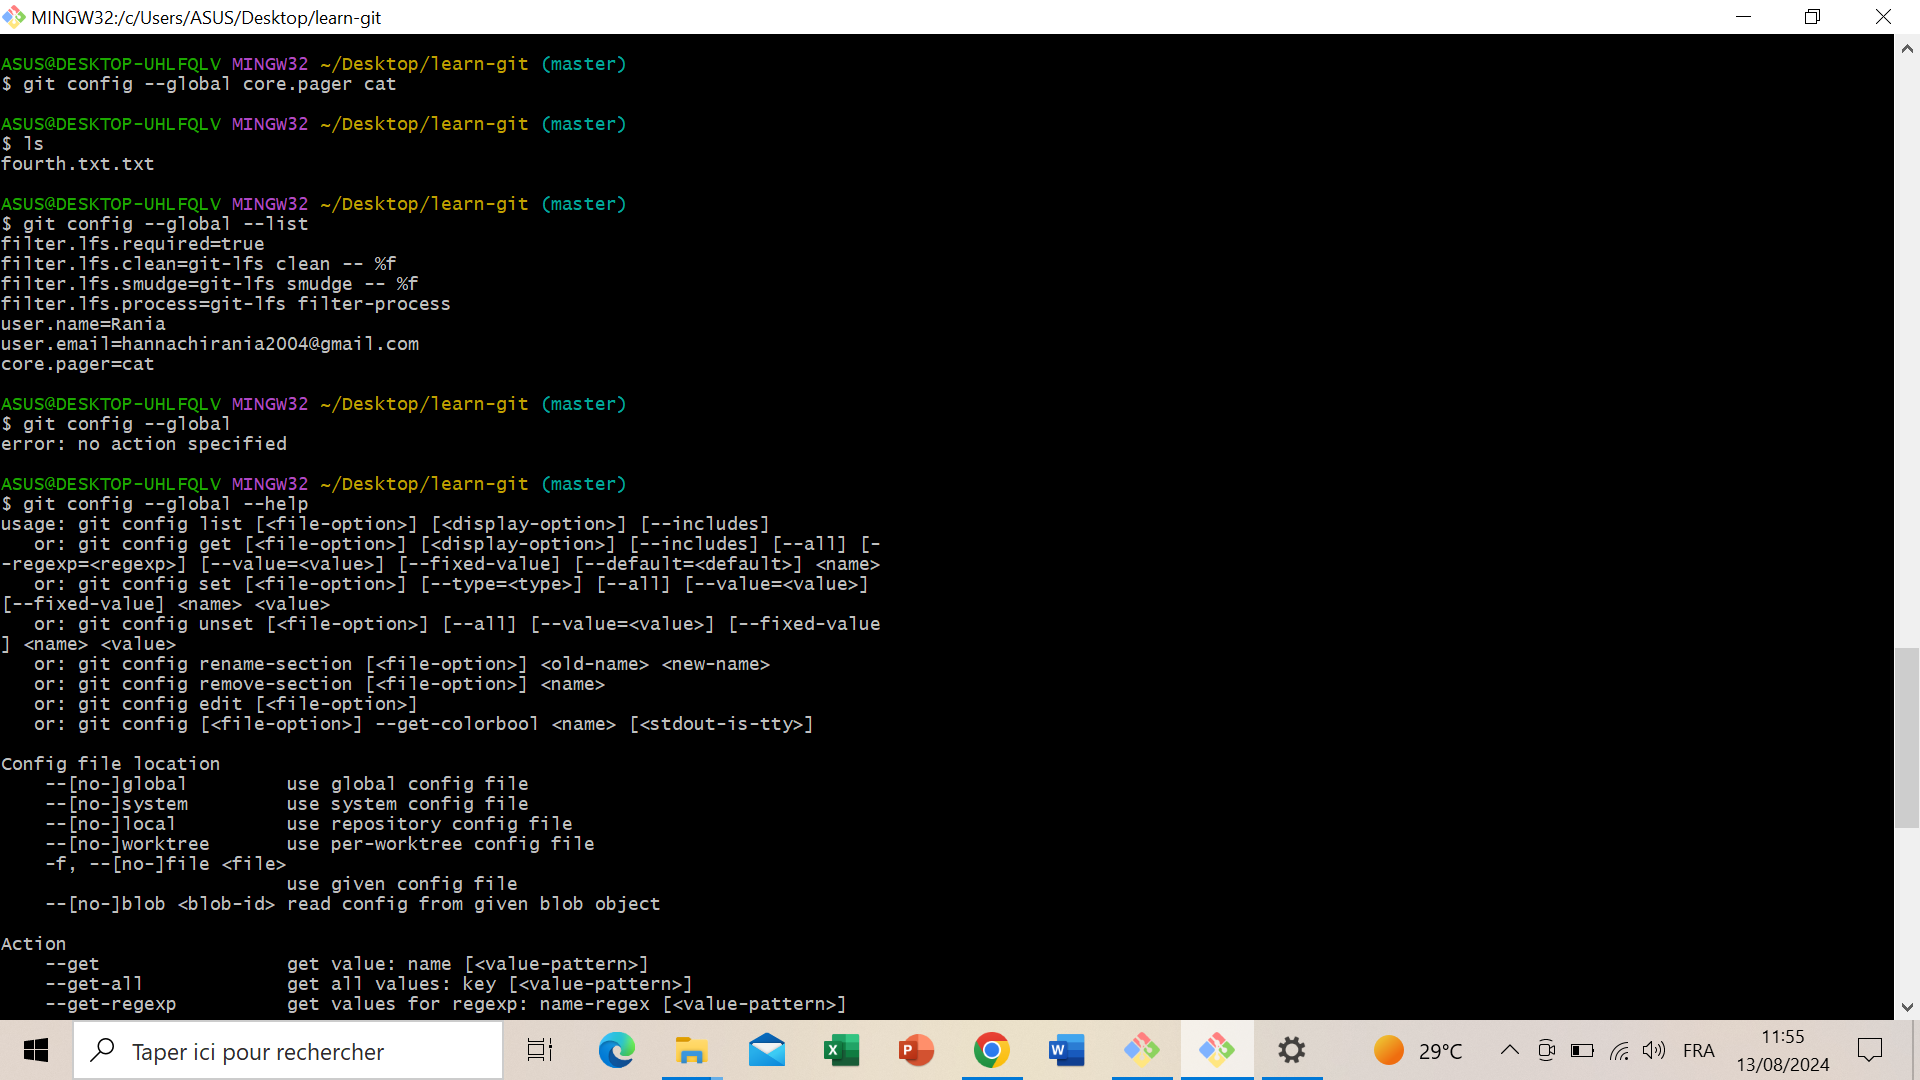 MINGW32:/c/Users/ASUS/Desktop/learn-git
ASUS@DESKTOP-UHLFQLV MINGW32 ~/Desktop/learn-git (master)
$ git config --global core.pager cat
ASUS@DESKTOP-UHLFQLV MINGW32 ~/Desktop/learn-git (master)
$ ls
fourth.txt.txt
ASUS@DESKTOP-UHLFQLV MINGW32 ~/Desktop/learn-git (master)
$ git config --global --list
filter.lfs.required=true
filter.lfs.clean=git-lfs clean -- %f
filter.lfs.smudge=git-lfs smudge -- %f
filter.lfs.process=git-lfs filter-process
user.name=Rania
user.email=hannachirania2004@gmail.com
core.pager=cat
ASUS@DESKTOP-UHLFQLV MINGW32 ~/Desktop/learn-git (master)
$ git config --global
error: no action specified
ASUS@DESKTOP-UHLFQLV MINGW32 ~/Desktop/learn-git (master)
$ git config --global --help
usage: git config list [<file-option>] [<display-option>] [--includes]
   or: git config get [<file-option>] [<display-option>] [--includes] [--all] [-
-regexp=<regexp>] [--value=<value>] [--fixed-value] [--default=<default>] <name>
   or: git config set [<file-option>] [--type=<type>] [--all] [--value=<value>]
[--fixed-value] <name> <value>
   or: git config unset [<file-option>] [--all] [--value=<value>] [--fixed-value
] <name> <value>
   or: git config rename-section [<file-option>] <old-name> <new-name>
   or: git config remove-section [<file-option>] <name>
   or: git config edit [<file-option>]
   or: git config [<file-option>] --get-colorbool <name> [<stdout-is-tty>]
Config file location
    --[no-]global         use global config file
    --[no-]system         use system config file
    --[no-]local          use repository config file
    --[no-]worktree       use per-worktree config file
    -f, --[no-]file <file>
                          use given config file
    --[no-]blob <blob-id> read config from given blob object
Action
    --get                 get value: name [<value-pattern>]
    --get-all             get all values: key [<value-pattern>]
    --get-regexp          get values for regexp: name-regex [<value-pattern>]
Taper ici pour rechercher
29°C
FRA
11:55
13/08/2024